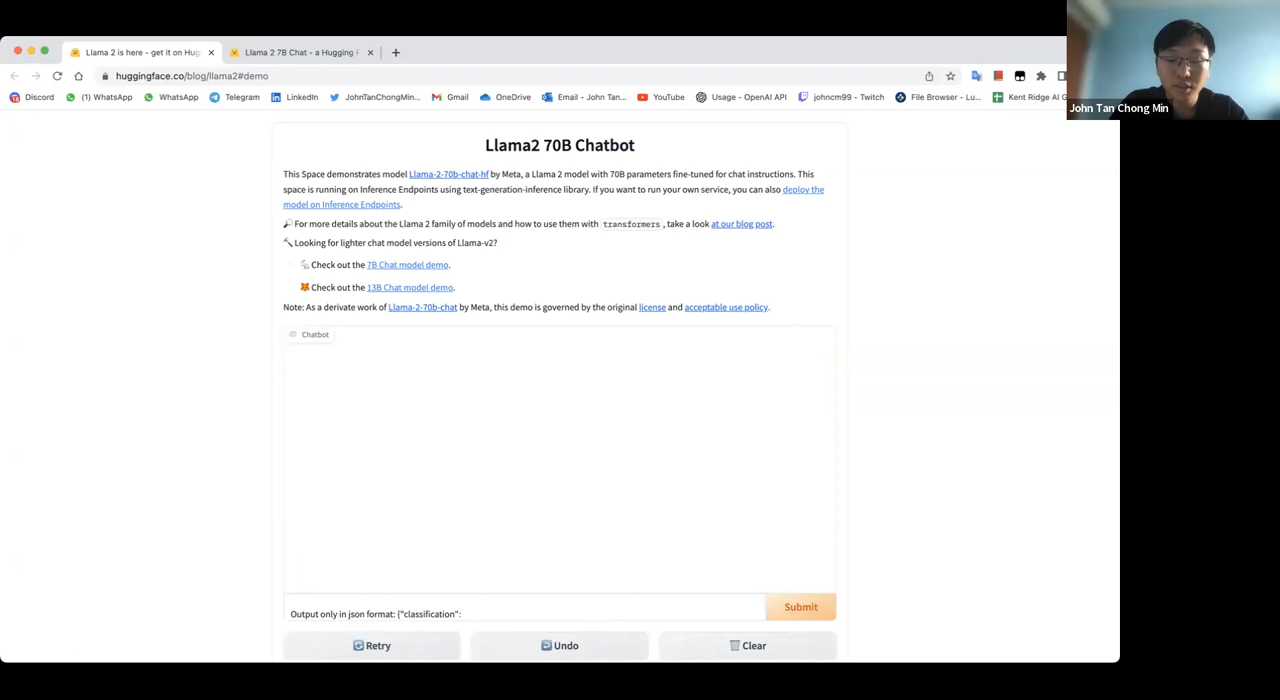 Llama 2 is here - get it on Hug
Llama 2 7B Chat - a Hugging F
huggingface.co/blog/llama2#demo
Discord
(1) WhatsApp
WhatsApp
Telegram
LinkedIn
JohnTanChongMin...
Gmail
OneDrive
Email - John Tan...
YouTube
Usage - OpenAI API
johncm99 - Twitch
File Browser - Lu...
Kent Ridge AI G
John Tan Chong Min
Llama2 70B Chatbot
This Space demonstrates model Llama-2-70b-chat-hf by Meta, a Llama 2 model with 70B parameters fine-tuned for chat instructions. This
space is running on Inference Endpoints using text-generation-inference library. If you want to run your own service, you can also deploy the
model on Inference Endpoints.
🔎 For more details about the Llama 2 family of models and how to use them with transformers, take a look at our blog post.
🔨 Looking for lighter chat model versions of Llama-v2?
🐇 Check out the 7B Chat model demo.
🦊 Check out the 13B Chat model demo.
Note: As a derivate work of Llama-2-70b-chat by Meta, this demo is governed by the original license and acceptable use policy.
Chatbot
Output only in json format: {"classification":
Submit
Retry
Undo
Clear